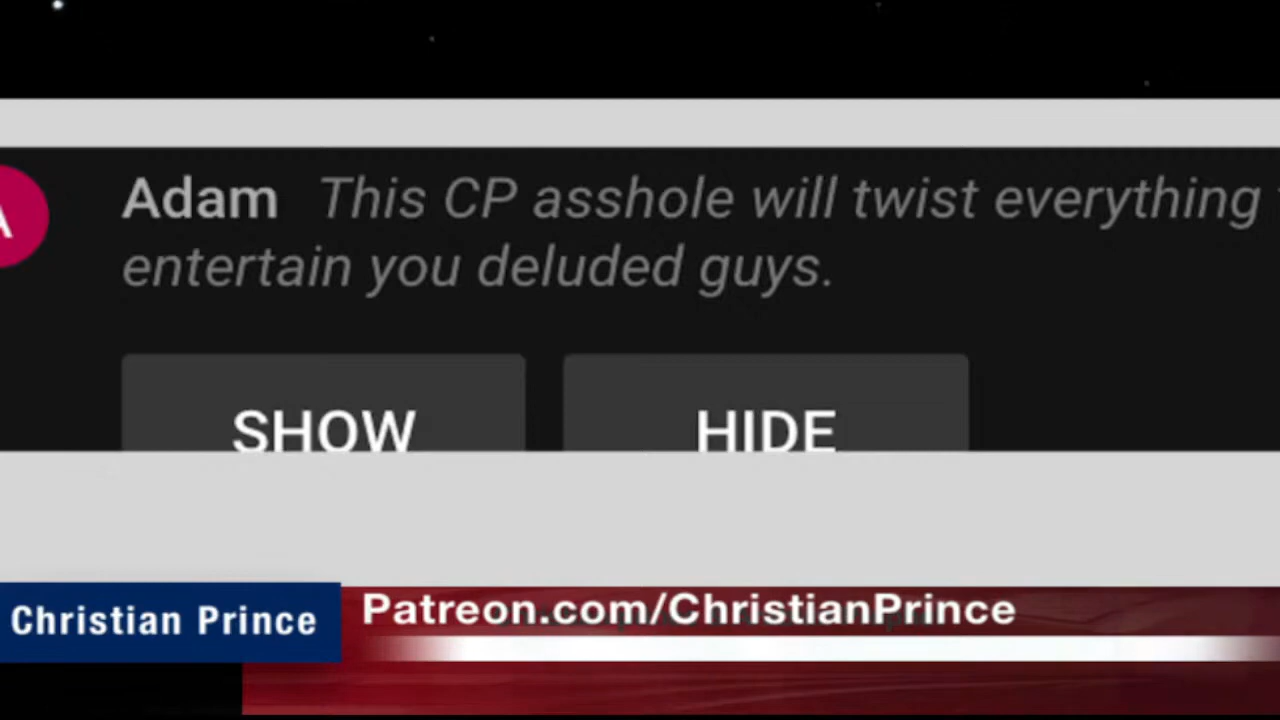 A
Adam This CP asshole will twist everything
entertain you deluded guys.
SHOW HIDE
Christian Prince
Patreon.com/ChristianPrince